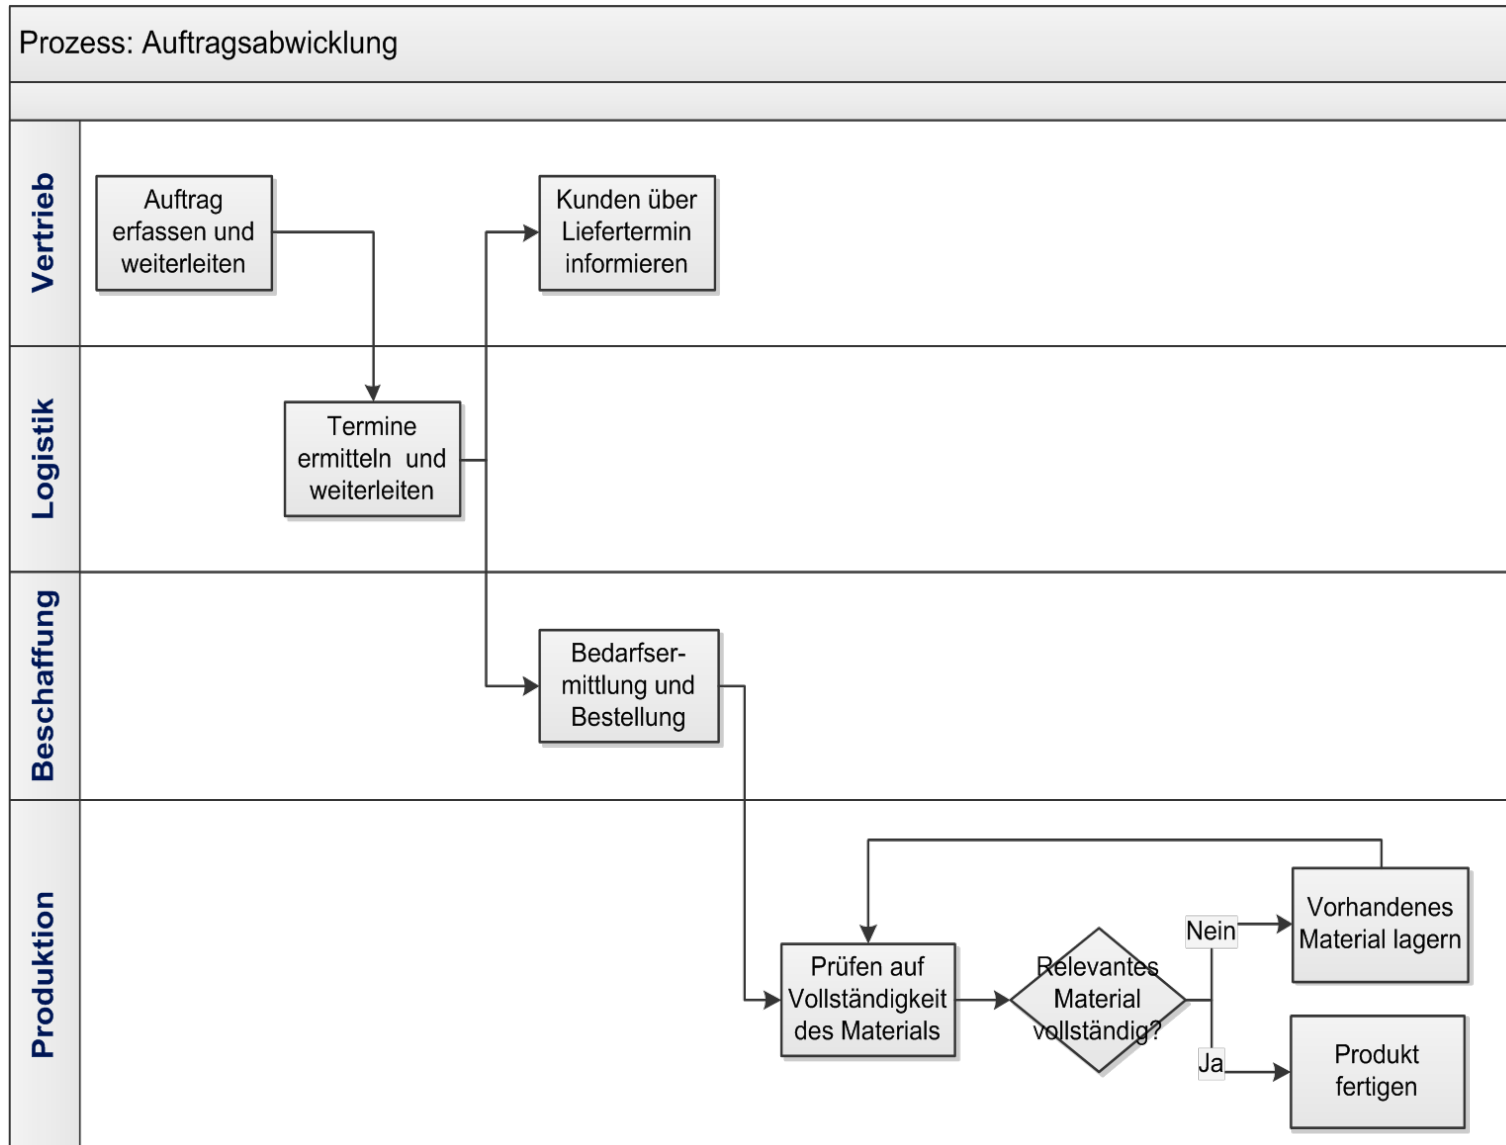 Prozess: Auftragsabwicklung
Vertrieb
Auftrag
erfassen und
weiterleiten
Kunden über
Liefertermin
informieren
Logistik
Termine
ermitteln  und
weiterleiten
Beschaffung
Bedarfser-
mittlung und
Bestellung
Produktion
Prüfen auf
Vollständigkeit
des Materials
Relevantes
Material
vollständig?
Nein
Vorhandenes
Material lagern
Ja
Produkt
fertigen